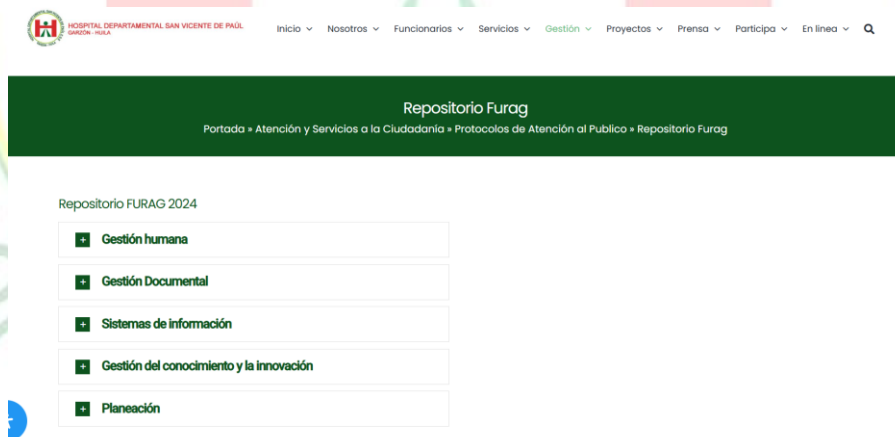 HOSPITAL DEPARTAMENTAL SAN VICENTE DE PAÚL
GARZÓN - HUILA
Inicio Nosotros Funcionarios Servicios Gestión Proyectos Prensa Participa En linea
Repositorio Furag
Portada » Atención y Servicios a la Ciudadanía » Protocolos de Atención al Publico » Repositorio Furag
Repositorio FURAG 2024
Gestión humana
Gestión Documental
Sistemas de información
Gestión del conocimiento y la innovación
Planeación